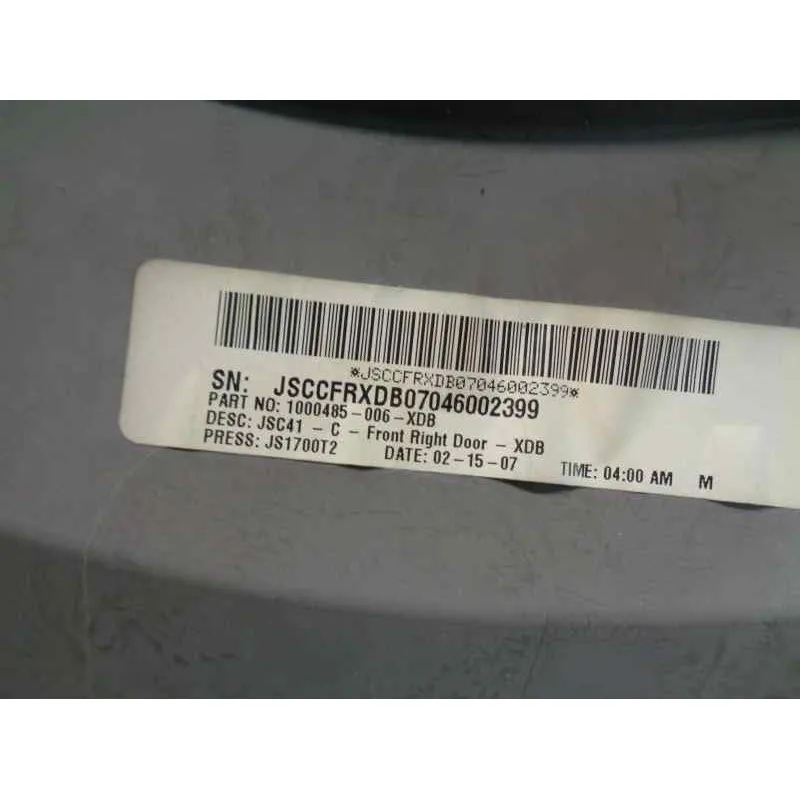 *JSCCFRXDB07046002399*
SN: JSCCFRXDB07046002399
PART NO: 1000485-006-XDB
DESC: JSC41 - C - Front Right Door - XDB
PRESS: JS1700T2 DATE: 02-15-07 TIME: 04:00 AM M